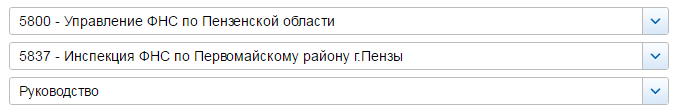 5800 - Управление ФНС по Пензенской области
5837 - Инспекция ФНС по Первомайскому району г.Пензы
Руководство